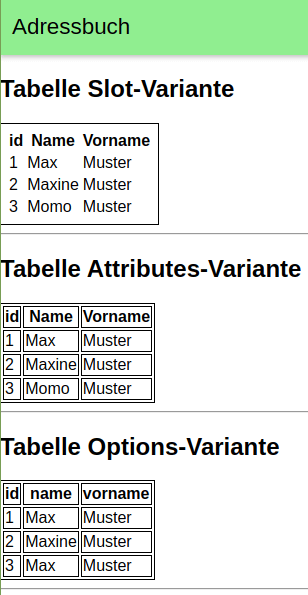 Adressbuch
Tabelle Slot-Variante
id Name Vorname
1 Max Muster
2 Maxine Muster
3 Momo Muster
Tabelle Attributes-Variante
id Name Vorname
1 Max Muster
2 Maxine Muster
3 Momo Muster
Tabelle Options-Variante
id name vorname
1 Max Muster
2 Maxine Muster
3 Max Muster